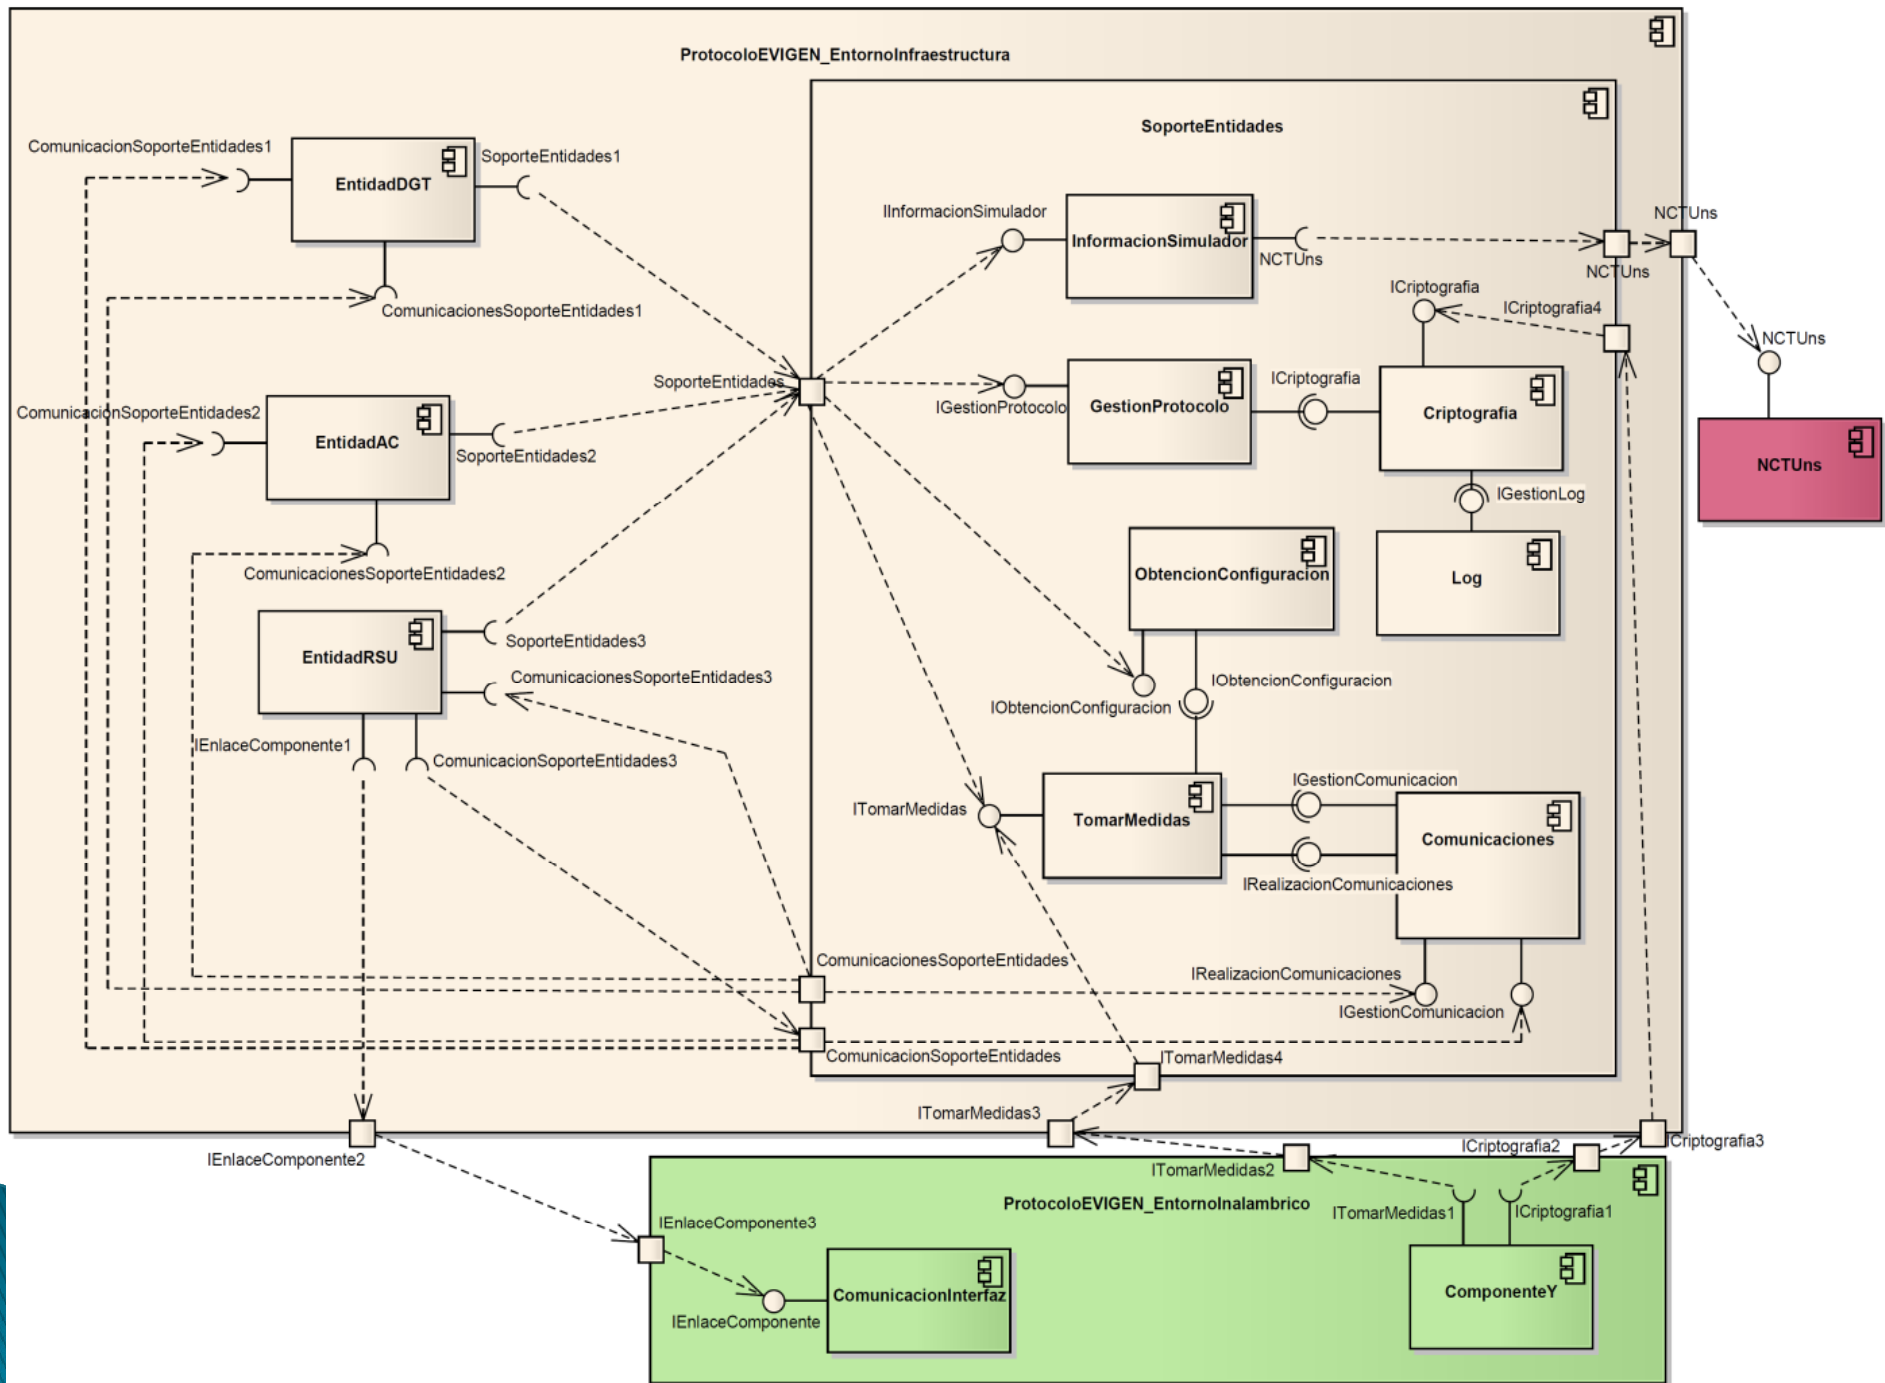 ProtocoloEVIGEN_EntornoInfraestructura
SoporteEntidades
ComunicacionSoporteEntidades1
EntidadDGT
SoporteEntidades1
ComunicacionesSoporteEntidades1
IInformacionSimulador
InformacionSimulador
NCTUns
NCTUns
NCTUns
NCTUns
NCTUns
ICriptografia
ICriptografia4
SoporteEntidades
IGestionProtocolo
GestionProtocolo
ICriptografia
Criptografia
IGestionLog
Log
ComunicacionSoporteEntidades2
EntidadAC
SoporteEntidades2
ComunicacionesSoporteEntidades2
ObtencionConfiguracion
IObtencionConfiguracion
IObtencionConfiguracion
EntidadRSU
SoporteEntidades3
ComunicacionesSoporteEntidades3
IEnlaceComponente1
ComunicacionSoporteEntidades3
ITomarMedidas
TomarMedidas
IGestionComunicacion
IRealizacionComunicaciones
Comunicaciones
ComunicacionesSoporteEntidades
IRealizacionComunicaciones
IGestionComunicacion
ComunicacionSoporteEntidades
ITomarMedidas4
ITomarMedidas3
IEnlaceComponente2
ITomarMedidas2
ICriptografia2
ICriptografia3
ProtocoloEVIGEN_EntornoInalambrico
ITomarMedidas1
ICriptografia1
IEnlaceComponente3
ComunicacionInterfaz
IEnlaceComponente
ComponenteY